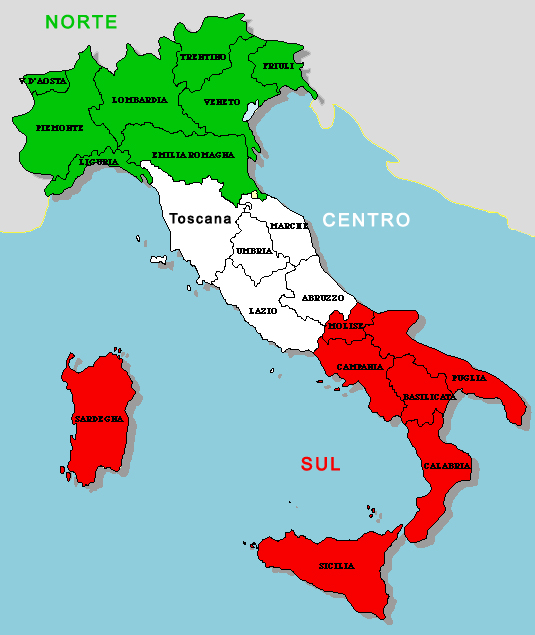 NORTE
TRENTINO
FRIULI
V D'AOSTA
LOMBARDIA
VENETO
PIEMONTE
EMILIA ROMAGNA
LIGURIA
Toscana
CENTRO
MARCHE
UMBRIA
ABRUZZO
LAZIO
MOLISE
CAMPANIA
PUGLIA
BASILICATA
SARDEGNA
SUL
CALABRIA
SICILIA